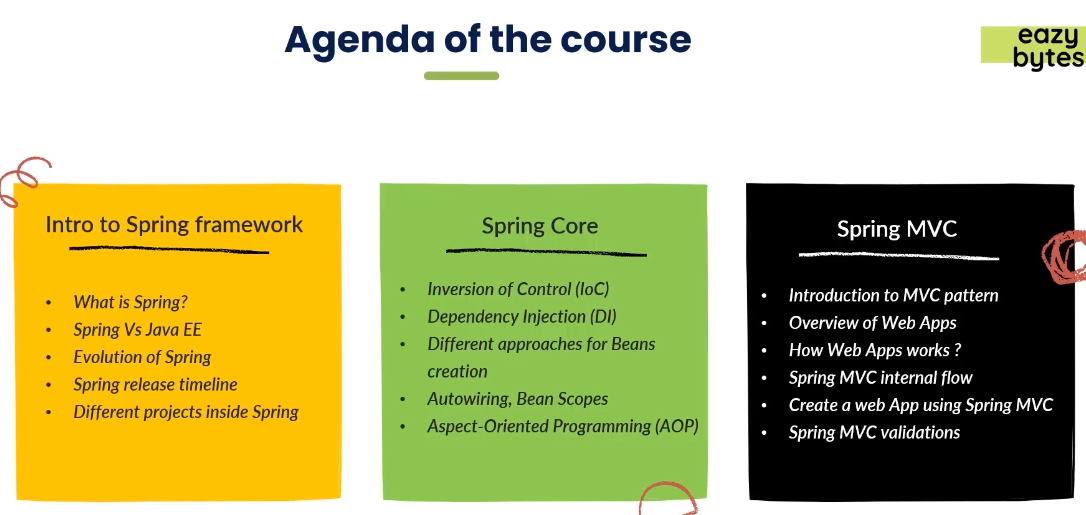 Agenda of the course
eazy
bytes
Intro to Spring framework
• What is Spring?
• Spring Vs Java EE
• Evolution of Spring
• Spring release timeline
• Different projects inside Spring
Spring Core
• Inversion of Control (IoC)
• Dependency Injection (DI)
• Different approaches for Beans
creation
• Autowiring, Bean Scopes
• Aspect-Oriented Programming (AOP)
Spring MVC
• Introduction to MVC pattern
• Overview of Web Apps
• How Web Apps works ?
• Spring MVC internal flow
• Create a web App using Spring MVC
• Spring MVC validations